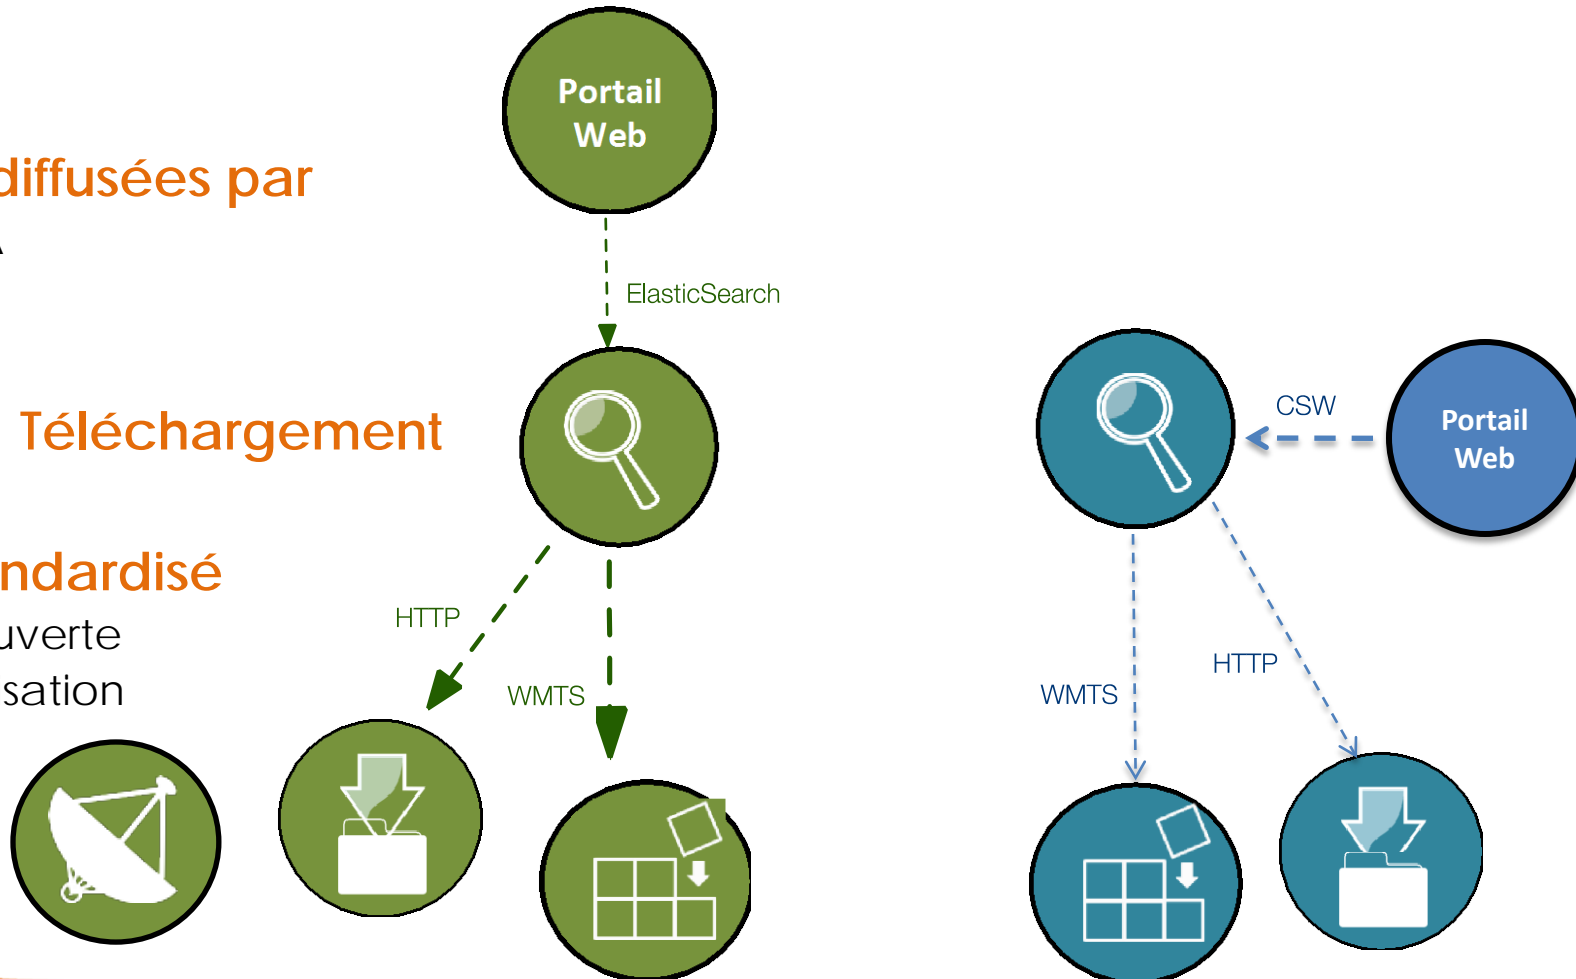 Portail
Web
diffusées par
ElasticSearch
Téléchargement
CSW
Portail
Web
ndardisé
uverte
sation
HTTP
WMTS
HTTP
WMTS